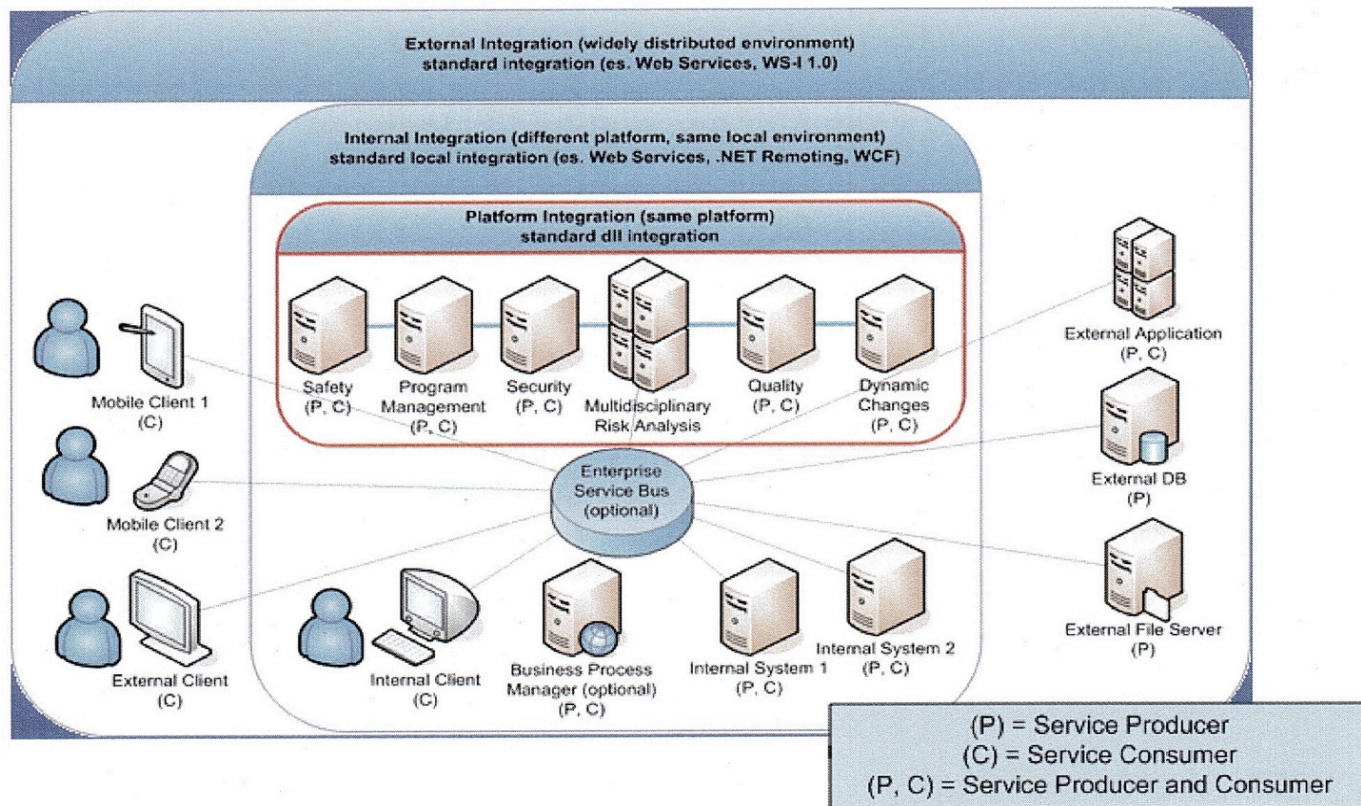 External Integration (widely distributed environment)
standard integration (es. Web Services, WS-I 1.0)
Internal Integration (different platform, same local environment)
standard local integration (es. Web Services, .NET Remoting, WCF)
Platform Integration (same platform)
standard dll integration
Safety
(P, C)
Program
Management
(P, C)
Security
(P, C)
Multidisciplinary
Risk Analysis
Quality
(P, C)
Dynamic
Changes
(P, C)
External Application
(P, C)
Mobile Client 1
(C)
Enterprise
Service Bus
(optional)
External DB
(P)
Mobile Client 2
(C)
External File Server
(P)
External Client
(C)
Internal Client
(C)
Business Process
Manager (optional)
(P, C)
Internal System 1
(P, C)
Internal System 2
(P, C)
(P) = Service Producer
(C) = Service Consumer
(P, C) = Service Producer and Consumer